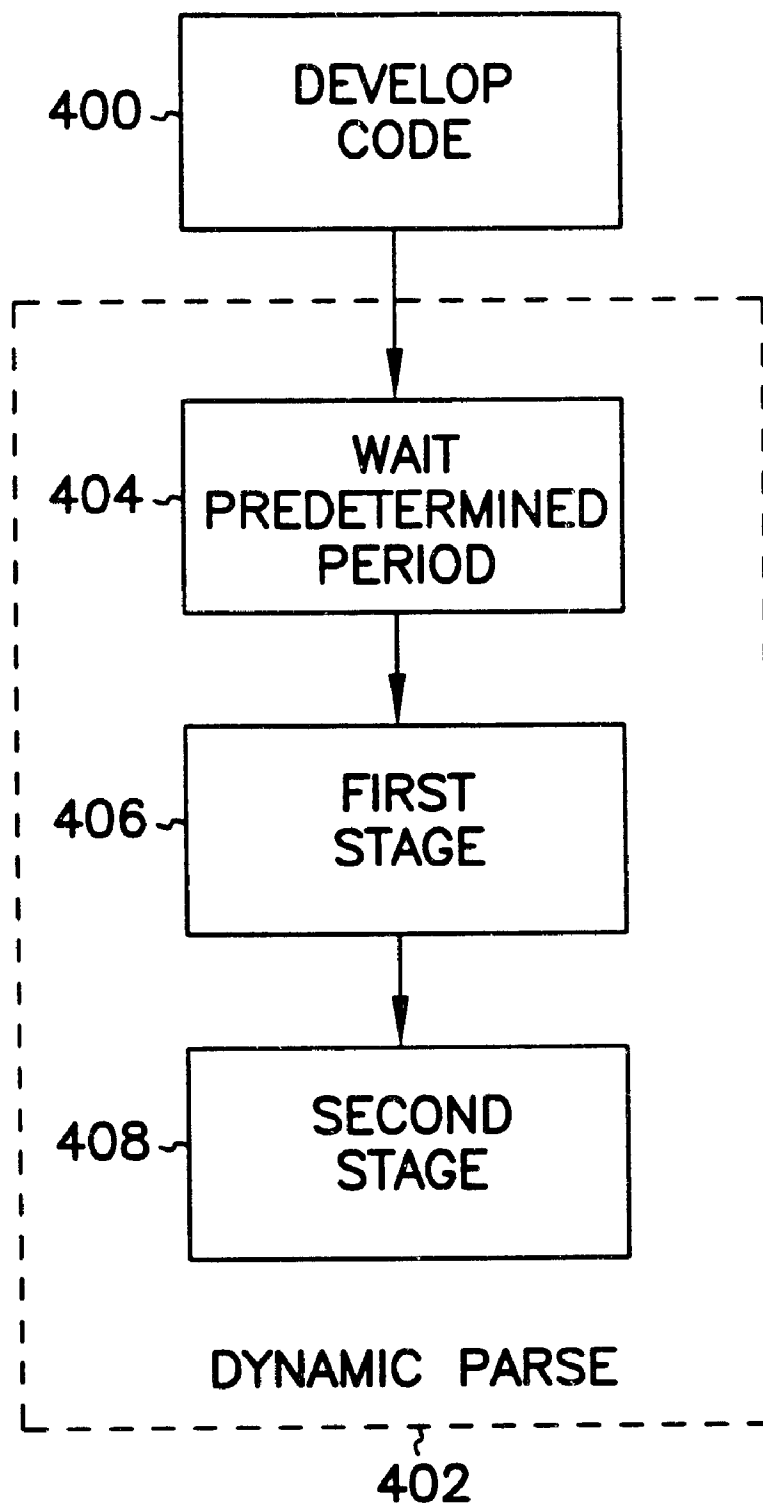 400
DEVELOP
CODE
404
WAIT
PREDETERMINED
PERIOD
406
FIRST
STAGE
408
SECOND
STAGE
DYNAMIC PARSE
402